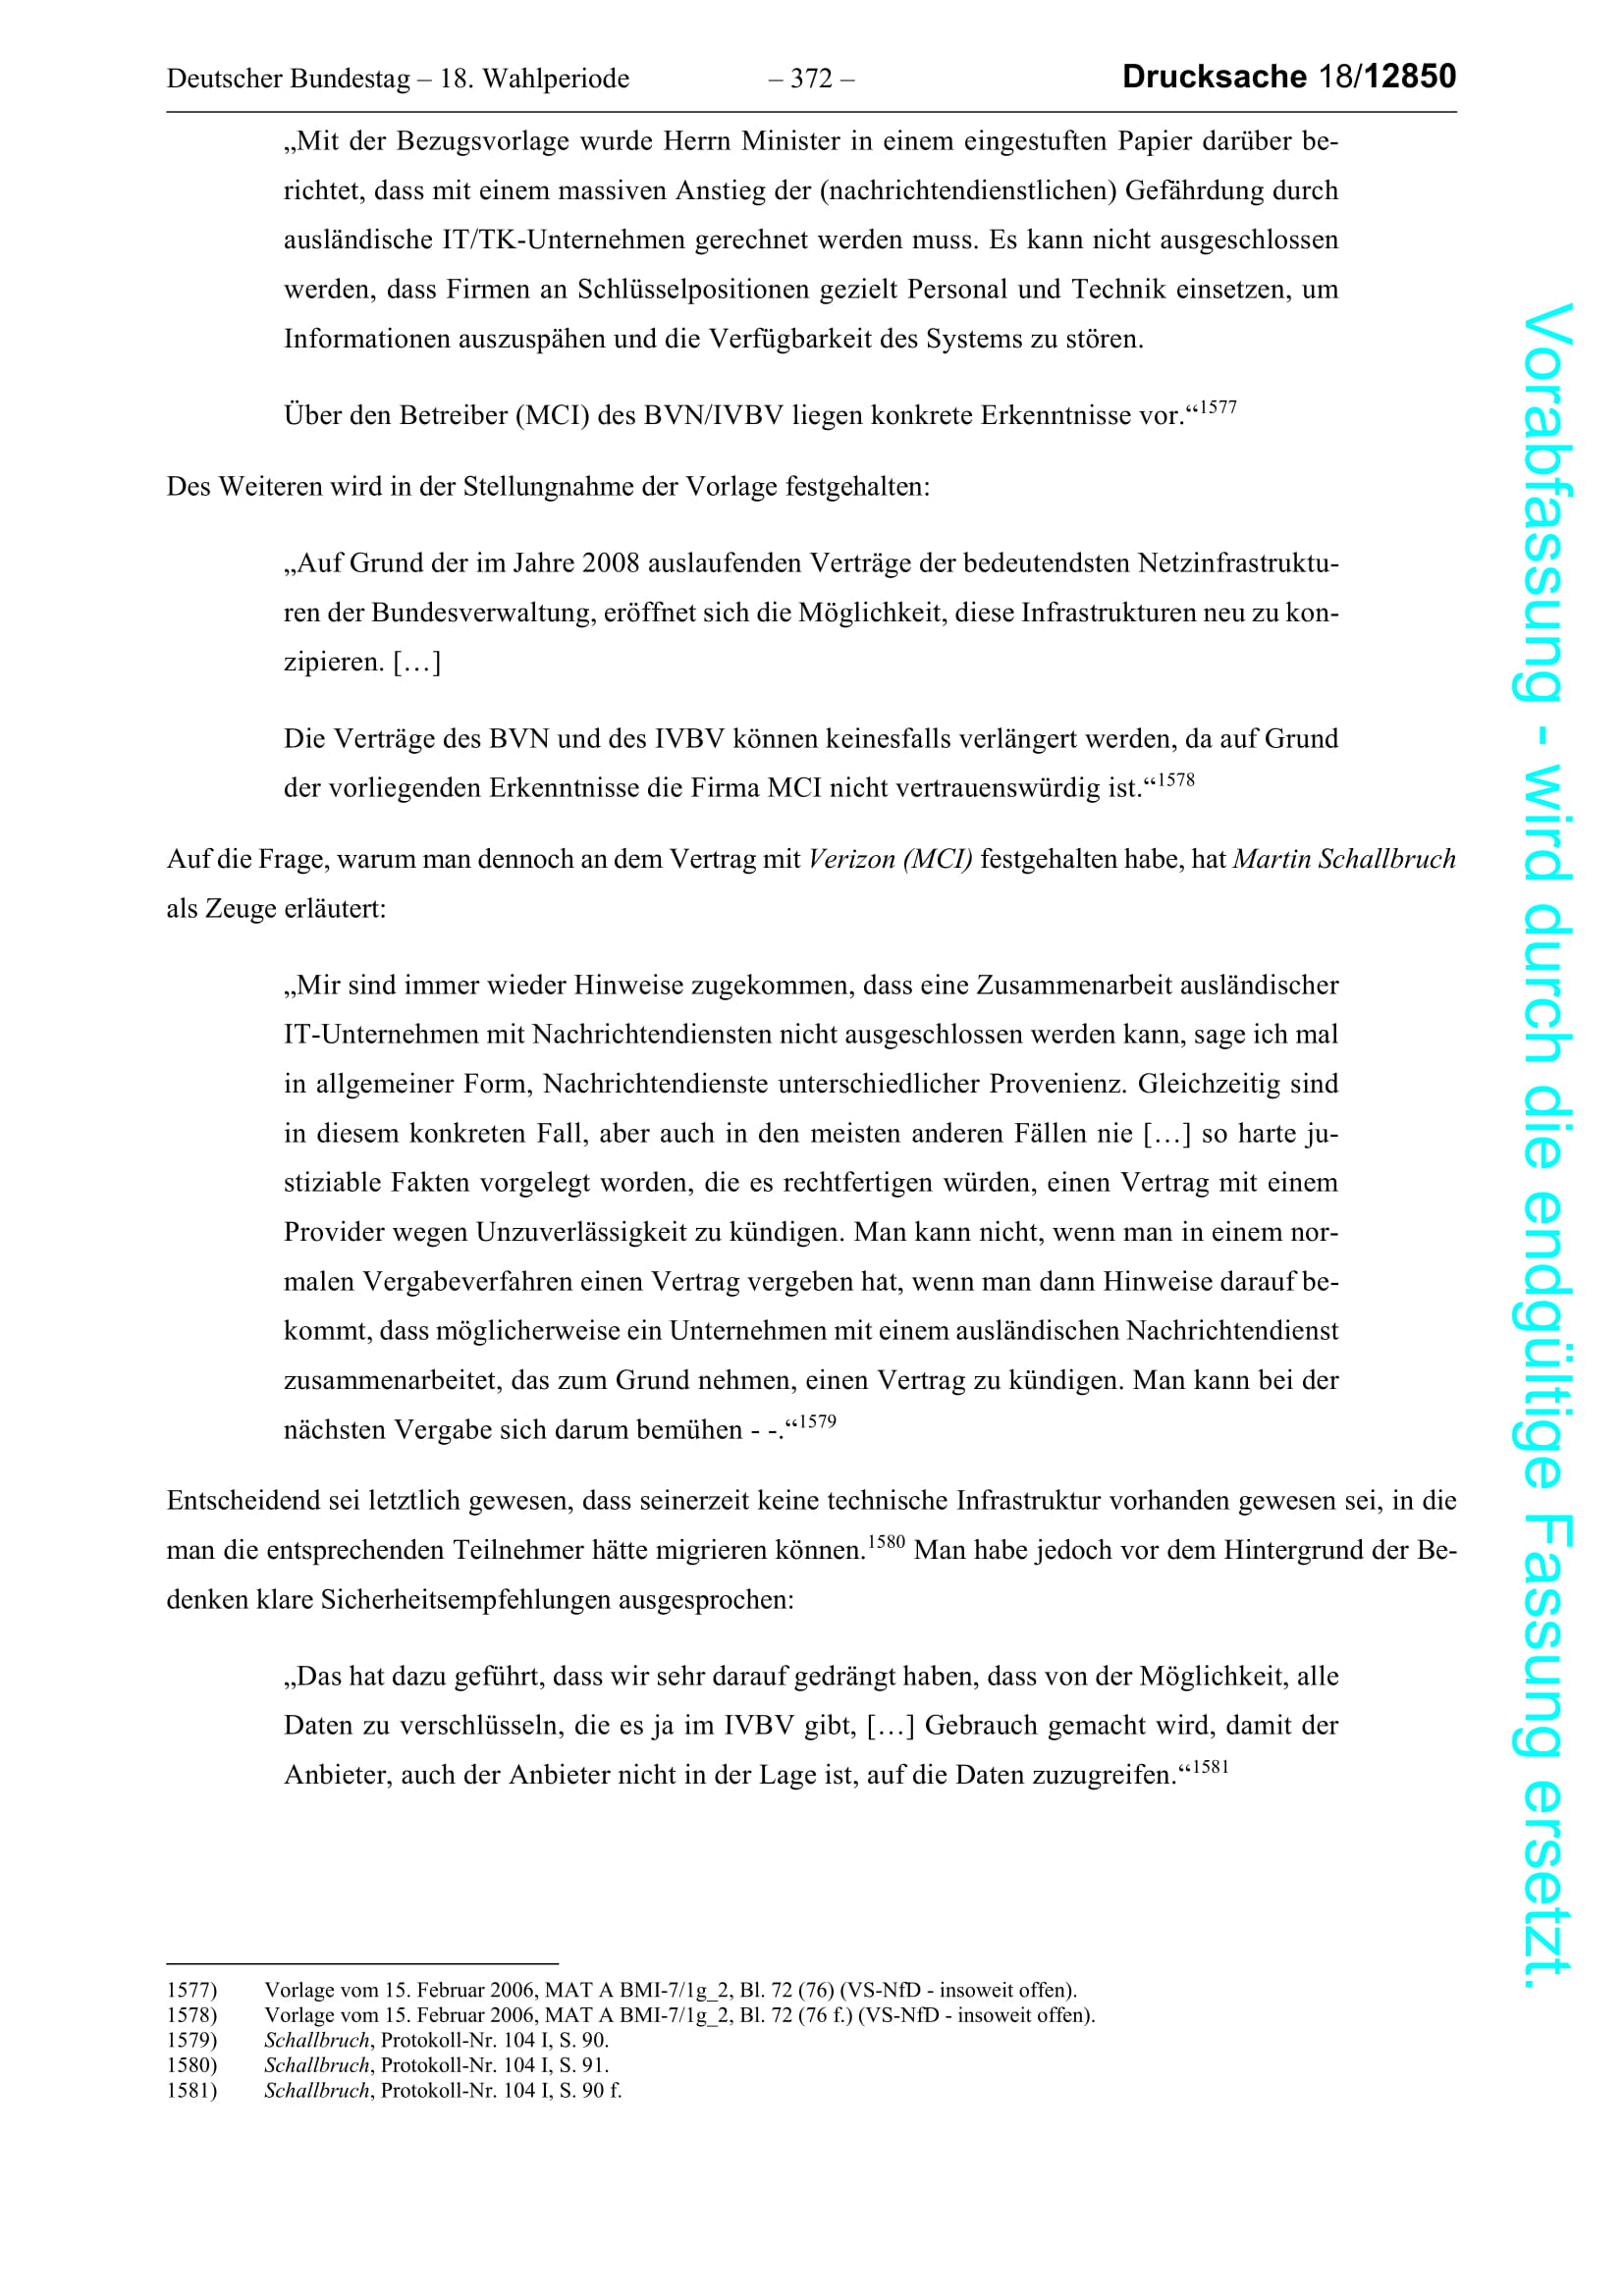 Deutscher Bundestag – 18. Wahlperiode – 372 – Drucksache 18/12850
„Mit der Bezugsvorlage wurde Herrn Minister in einem eingestuften Papier darüber be-
richtet, dass mit einem massiven Anstieg der (nachrichtendienstlichen) Gefährdung durch
ausländische IT/TK-Unternehmen gerechnet werden muss. Es kann nicht ausgeschlossen
werden, dass Firmen an Schlüsselpositionen gezielt Personal und Technik einsetzen, um
Informationen auszuspähen und die Verfügbarkeit des Systems zu stören.
Über den Betreiber (MCI) des BVN/IVBV liegen konkrete Erkenntnisse vor.“1577
Des Weiteren wird in der Stellungnahme der Vorlage festgehalten:
„Auf Grund der im Jahre 2008 auslaufenden Verträge der bedeutendsten Netzinfrastruktu-
ren der Bundesverwaltung, eröffnet sich die Möglichkeit, diese Infrastrukturen neu zu kon-
zipieren. […]
Die Verträge des BVN und des IVBV können keinesfalls verlängert werden, da auf Grund
der vorliegenden Erkenntnisse die Firma MCI nicht vertrauenswürdig ist.“1578
Auf die Frage, warum man dennoch an dem Vertrag mit Verizon (MCI) festgehalten habe, hat Martin Schallbruch
als Zeuge erläutert:
„Mir sind immer wieder Hinweise zugekommen, dass eine Zusammenarbeit ausländischer
IT-Unternehmen mit Nachrichtendiensten nicht ausgeschlossen werden kann, sage ich mal
in allgemeiner Form, Nachrichtendienste unterschiedlicher Provenienz. Gleichzeitig sind
in diesem konkreten Fall, aber auch in den meisten anderen Fällen nie […] so harte ju-
stiziable Fakten vorgelegt worden, die es rechtfertigen würden, einen Vertrag mit einem
Provider wegen Unzuverlässigkeit zu kündigen. Man kann nicht, wenn man in einem nor-
malen Vergabeverfahren einen Vertrag vergeben hat, wenn man dann Hinweise darauf be-
kommt, dass möglicherweise ein Unternehmen mit einem ausländischen Nachrichtendienst
zusammenarbeitet, das zum Grund nehmen, einen Vertrag zu kündigen. Man kann bei der
nächsten Vergabe sich darum bemühen - -.“1579
Entscheidend sei letztlich gewesen, dass seinerzeit keine technische Infrastruktur vorhanden gewesen sei, in die
man die entsprechenden Teilnehmer hätte migrieren können.1580 Man habe jedoch vor dem Hintergrund der Be-
denken klare Sicherheitsempfehlungen ausgesprochen:
„Das hat dazu geführt, dass wir sehr darauf gedrängt haben, dass von der Möglichkeit, alle
Daten zu verschlüsseln, die es ja im IVBV gibt, […] Gebrauch gemacht wird, damit der
Anbieter, auch der Anbieter nicht in der Lage ist, auf die Daten zuzugreifen.“1581
1577) Vorlage vom 15. Februar 2006, MAT A BMI-7/1g_2, Bl. 72 (76) (VS-NfD - insoweit offen).
1578) Vorlage vom 15. Februar 2006, MAT A BMI-7/1g_2, Bl. 72 (76 f.) (VS-NfD - insoweit offen).
1579) Schallbruch, Protokoll-Nr. 104 I, S. 90.
1580) Schallbruch, Protokoll-Nr. 104 I, S. 91.
1581) Schallbruch, Protokoll-Nr. 104 I, S. 90 f.
Vorabfassung - wird durch die endgültige Fassung ersetzt.